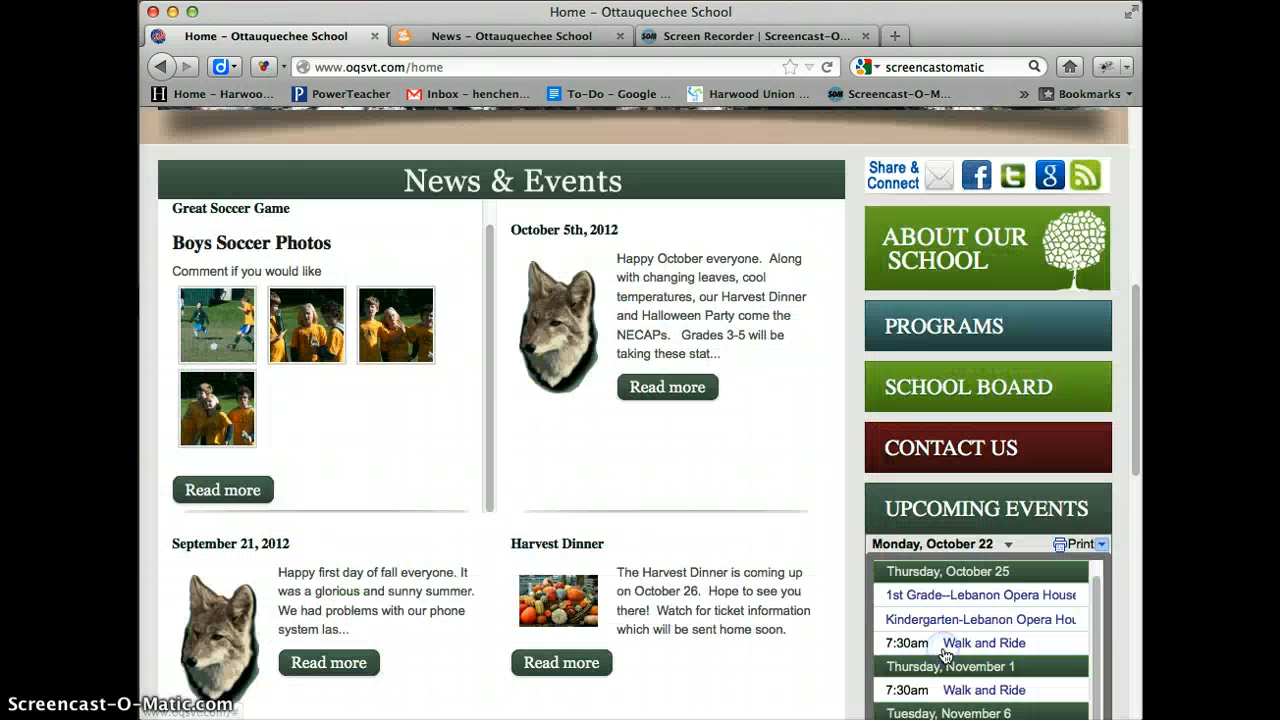 Home – Ottauquechee School
Home – Ottauquechee School
News – Ottauquechee School
Screen Recorder | Screencast-O...
www.oqsvt.com/home
screencastomatic
Home – Harwoo...
PowerTeacher
Inbox – henchen...
To-Do – Google ...
Harwood Union ...
Screencast-O-M...
Bookmarks
News & Events
Great Soccer Game
Boys Soccer Photos
Comment if you would like
Read more
October 5th, 2012
Happy October everyone. Along
with changing leaves, cool
temperatures, our Harvest Dinner
and Halloween Party come the
NECAPs. Grades 3-5 will be
taking these stat...
Read more
September 21, 2012
Happy first day of fall everyone. It
was a glorious and sunny summer.
We had problems with our phone
system las...
Read more
Harvest Dinner
The Harvest Dinner is coming up
on October 26. Hope to see you
there! Watch for ticket information
which will be sent home soon.
Read more
Share &
Connect
ABOUT OUR
SCHOOL
PROGRAMS
SCHOOL BOARD
CONTACT US
UPCOMING EVENTS
Monday, October 22
Print
Thursday, October 25
1st Grade--Lebanon Opera House
Kindergarten-Lebanon Opera Hou
7:30am Walk and Ride
Thursday, November 1
7:30am Walk and Ride
Tuesday, November 6
Screencast-O-Matic.com
www.oqsvt.com/#